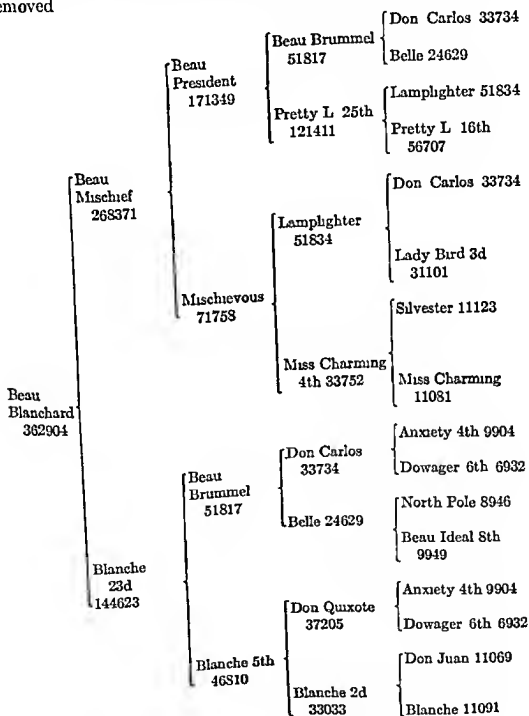 emoved
Beau
Blanchard
362904
Beau
Mischief
268371
Beau
President
171349
Beau Brummel
51817
Don Carlos 33734
Belle 24629
Pretty L 25th
121411
Lamplighter 51834
Pretty L 16th
56707
Mischievous
71758
Lamplighter
51834
Don Carlos 33734
Lady Bird 3d
31101
Miss Charming
4th 33752
Silvester 11123
Miss Charming
11081
Blanche
23d
144623
Beau
Brummel
51817
Don Carlos
33734
Anxiety 4th 9904
Dowager 6th 6932
Belle 24629
North Pole 8946
Beau Ideal 8th
9949
Blanche 5th
46810
Don Quixote
37205
Anxiety 4th 9904
Dowager 6th 6932
Blanche 2d
33033
Don Juan 11069
Blanche 11091